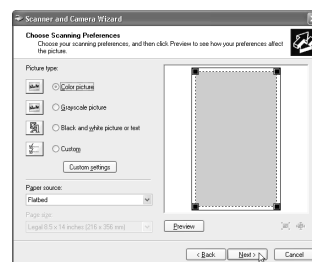 Scanner and Camera Wizard
Choose Scanning Preferences
Choose your scanning preferences, and then click Preview to see how your preferences affect
the picture.
Picture type:
Color picture
Grayscale picture
Black and white picture or text
Custom
Custom settings
Paper source:
Flatbed
Page size:
Legal 8.5 x 14 inches (216 x 356 mm)
Preview
< Back
Next >
Cancel